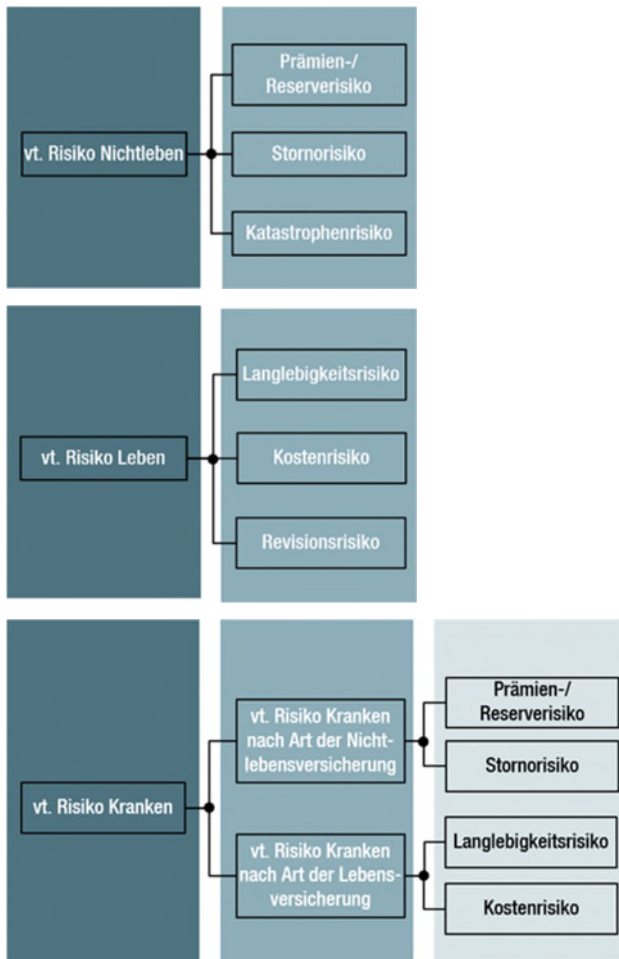 Prämien-/
Reserverisiko
vt. Risiko Nichtleben
Stornorisiko
Katastrophenrisiko
Langlebigkeitsrisiko
vt. Risiko Leben
Kostenrisiko
Revisionsrisiko
vt. Risiko Kranken
vt. Risiko Kranken
nach Art der Nicht-
lebensversicherung
Prämien-/
Reserverisiko
Stornorisiko
vt. Risiko Kranken
nach Art der Lebens-
versicherung
Langlebigkeitsrisiko
Kostenrisiko